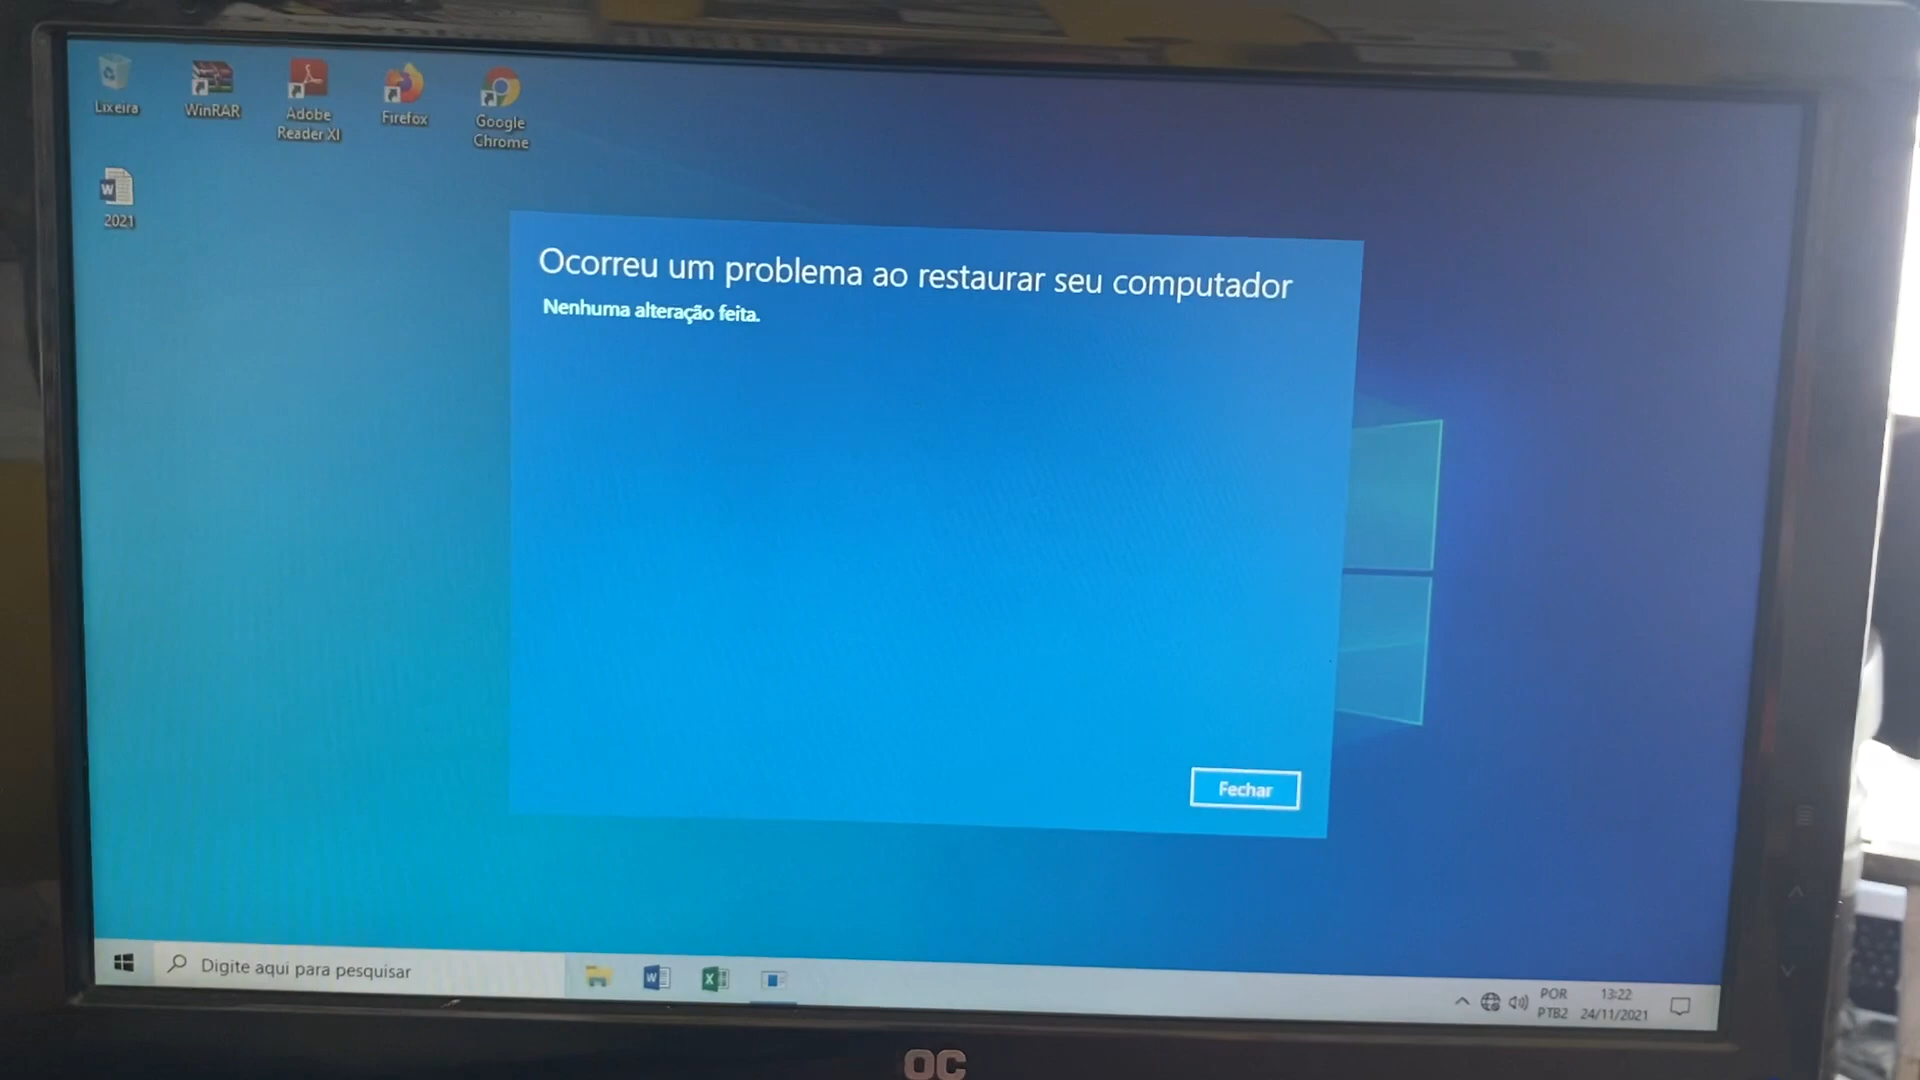 Lixeira
WinRAR
Adobe
Reader XI
Firefox
Google
Chrome
2021
Ocorreu um problema ao restaurar seu computador
Nenhuma alteração feita.
Fechar
Digite aqui para pesquisar
POR
PTB2
13:22
24/11/2021
OC